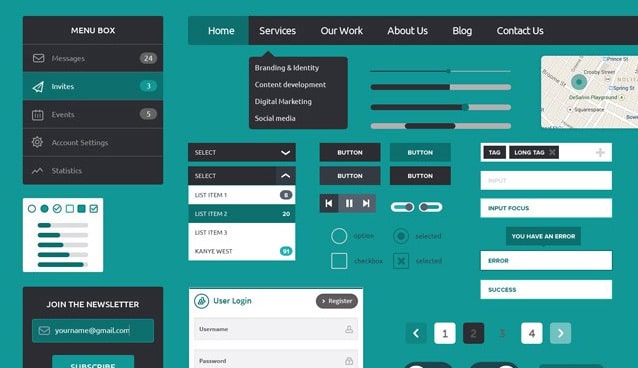 MENU BOX
Messages 24
Invites 3
Events 5
Account Settings
Statistics
JOIN THE NEWSLETTER
yourname@gmail.com
SUBSCRIBE
Home Services Our Work About Us Blog Contact Us
Branding & Identity
Content development
Digital Marketing
Social media
SELECT
SELECT
LIST ITEM 1 8
LIST ITEM 2 20
LIST ITEM 3
KANYE WEST 91
User Login Register
Username
Password
BUTTON BUTTON
BUTTON BUTTON
option selected
checkbox selected
Prince St
Broome St
Crosby Street
Spring St
DeSalvio Playground
Squarespace
TAG LONG TAG
INPUT
INPUT FOCUS
YOU HAVE AN ERROR
ERROR
SUCCESS
1 2 3 4